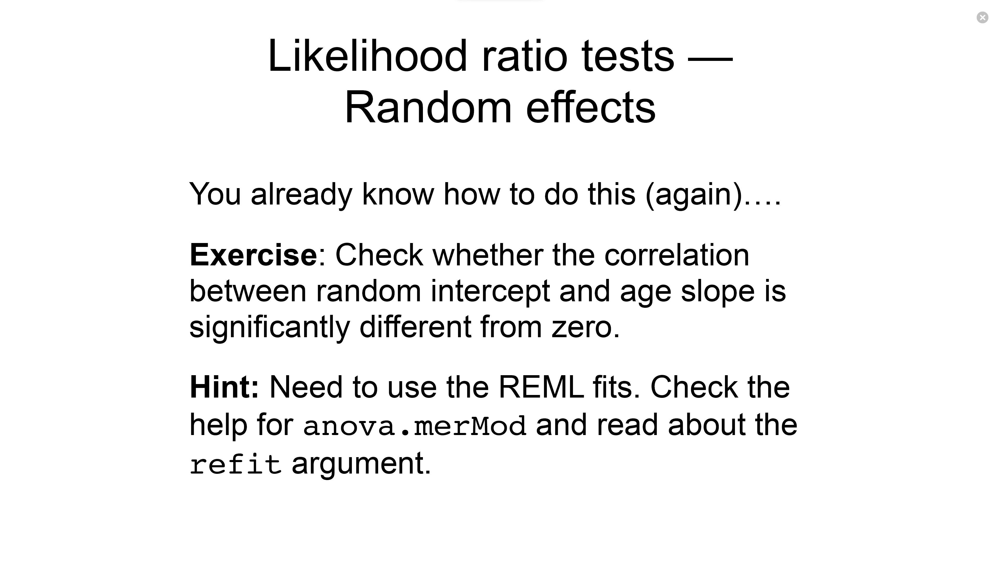 Likelihood ratio tests —
Random effects
You already know how to do this (again)….
Exercise: Check whether the correlation
between random intercept and age slope is
significantly different from zero.
Hint: Need to use the REML fits. Check the
help for anova.merMod and read about the
refit argument.